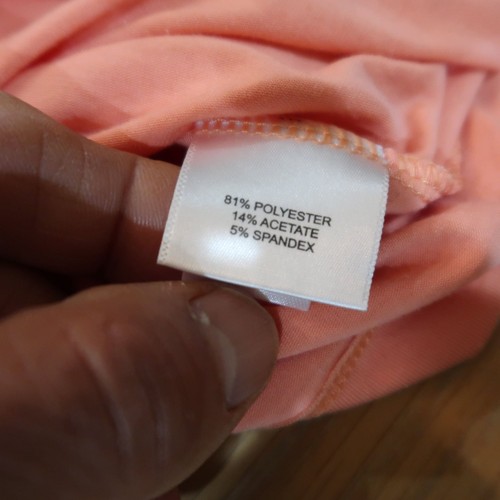 81% POLYESTER
14% ACETATE
5% SPANDEX